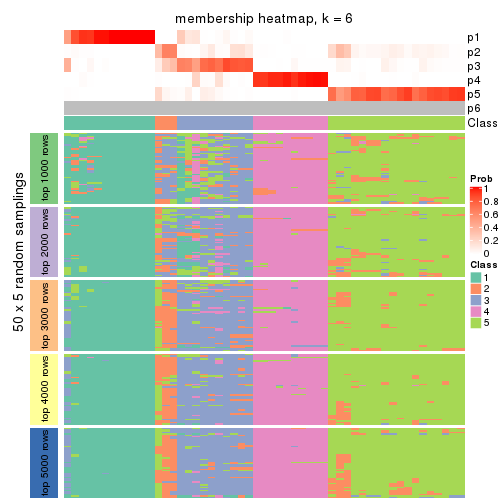 membership heatmap, k = 6
p1
p2
p3
p4
p5
p6
Class
50 x 5 random samplings
top 1000 rows
top 2000 rows
top 3000 rows
top 4000 rows
top 5000 rows
Prob
1
0.8
0.6
0.4
0.2
0
Class
1
2
3
4
5